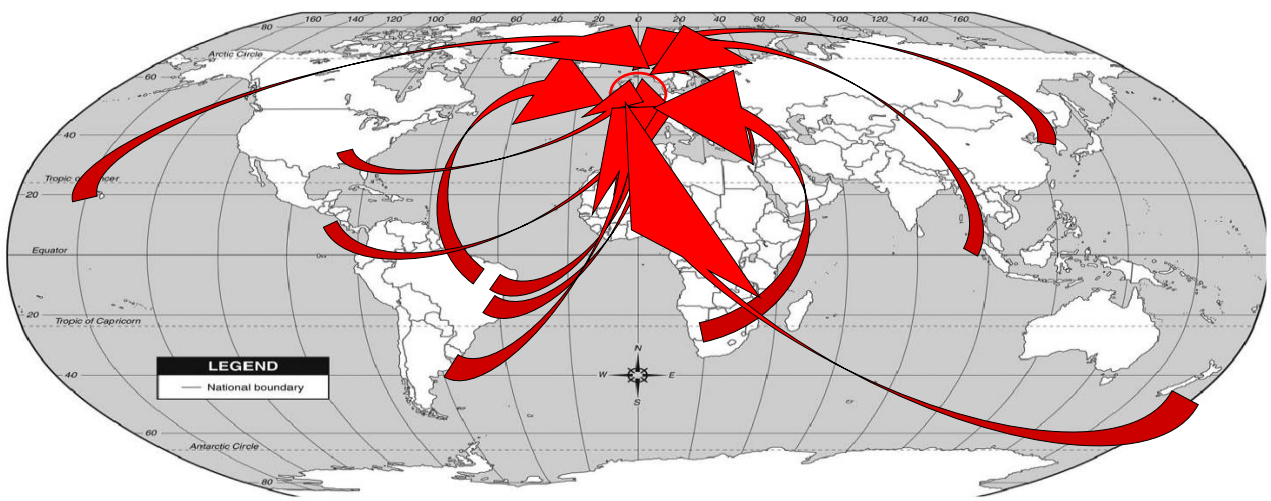 160 140 120 100 80 60 40 20 0 20 40 60 80 100 120 140 160
80
Arctic Circle
60
40
Tropic of Cancer
20
Equator
20
Tropic of Capricorn
N
W E
S
LEGEND
National boundary
40
60
Antarctic Circle
80